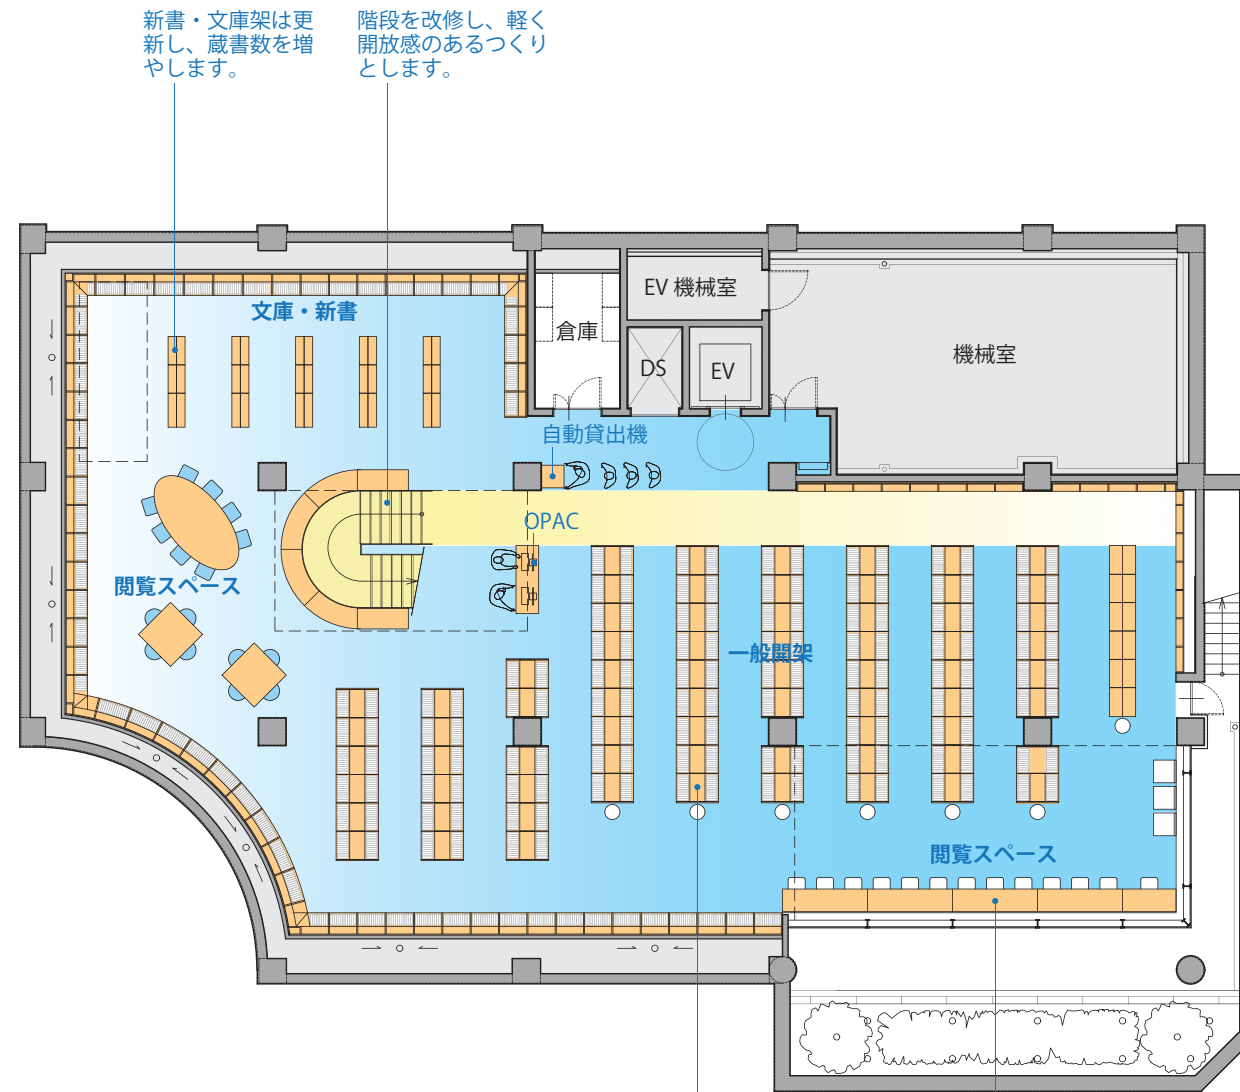 新書・文庫架は更
新し、蔵書数を増
やします。
階段を改修し、軽く
開放感のあるつくり
とします。
EV 機械室
文庫・新書
倉庫
機械室
DS
EV
自動貸出機
OPAC
閲覧スペース
一般開架
閲覧スペース